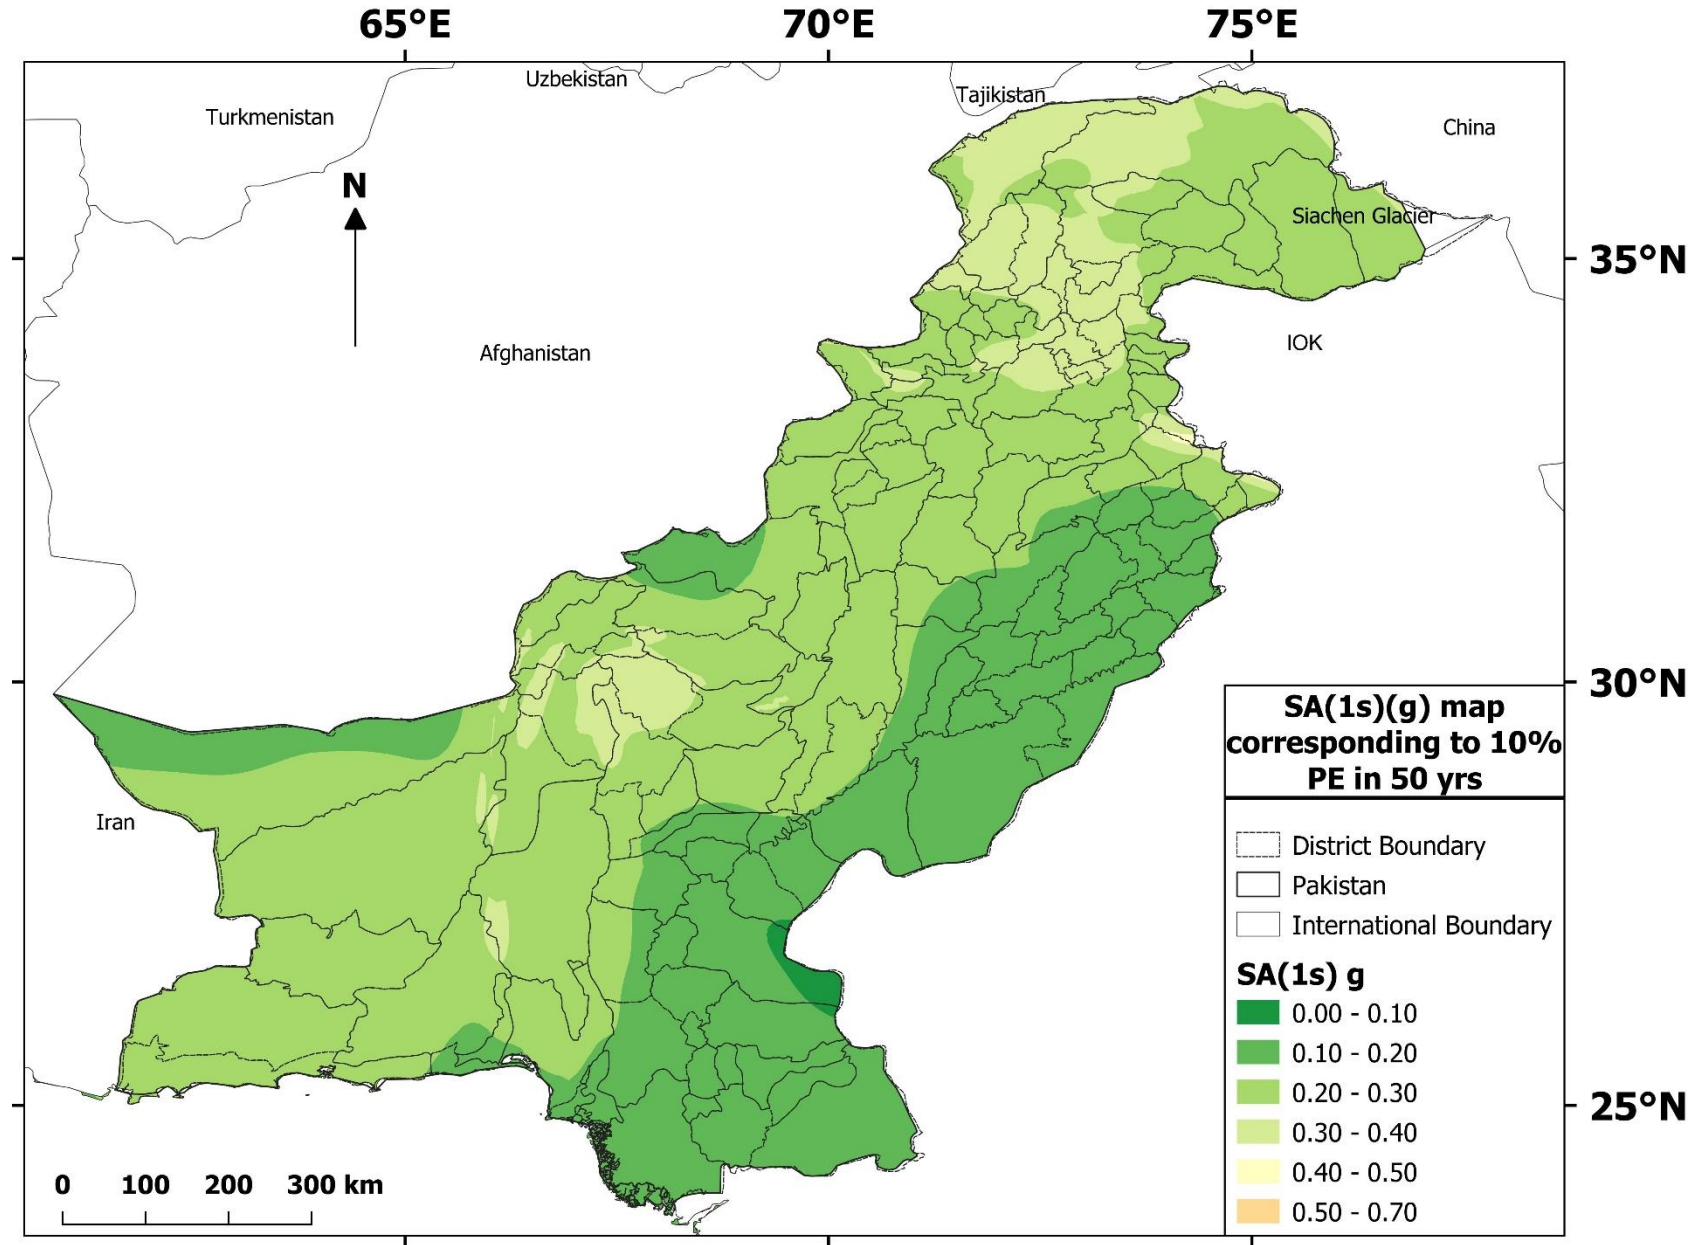 65°E
70°E
75°E
Uzbekistan
Tajikistan
Turkmenistan
China
N
Siachen Glacier
35°N
IOK
Afghanistan
30°N
SA(1s)(g) map
corresponding to 10%
PE in 50 yrs
Iran
District Boundary
Pakistan
International Boundary
SA(1s) g
0.00 - 0.10
0.10 - 0.20
0.20 - 0.30
25°N
0.30 - 0.40
0.40 - 0.50
0.50 - 0.70
0 100 200 300 km